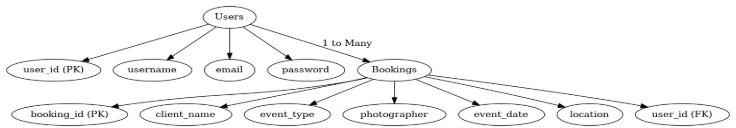 Users
1 to Many
user_id (PK)
username
email
password
Bookings
booking_id (PK)
client_name
event_type
photographer
event_date
location
user_id (FK)